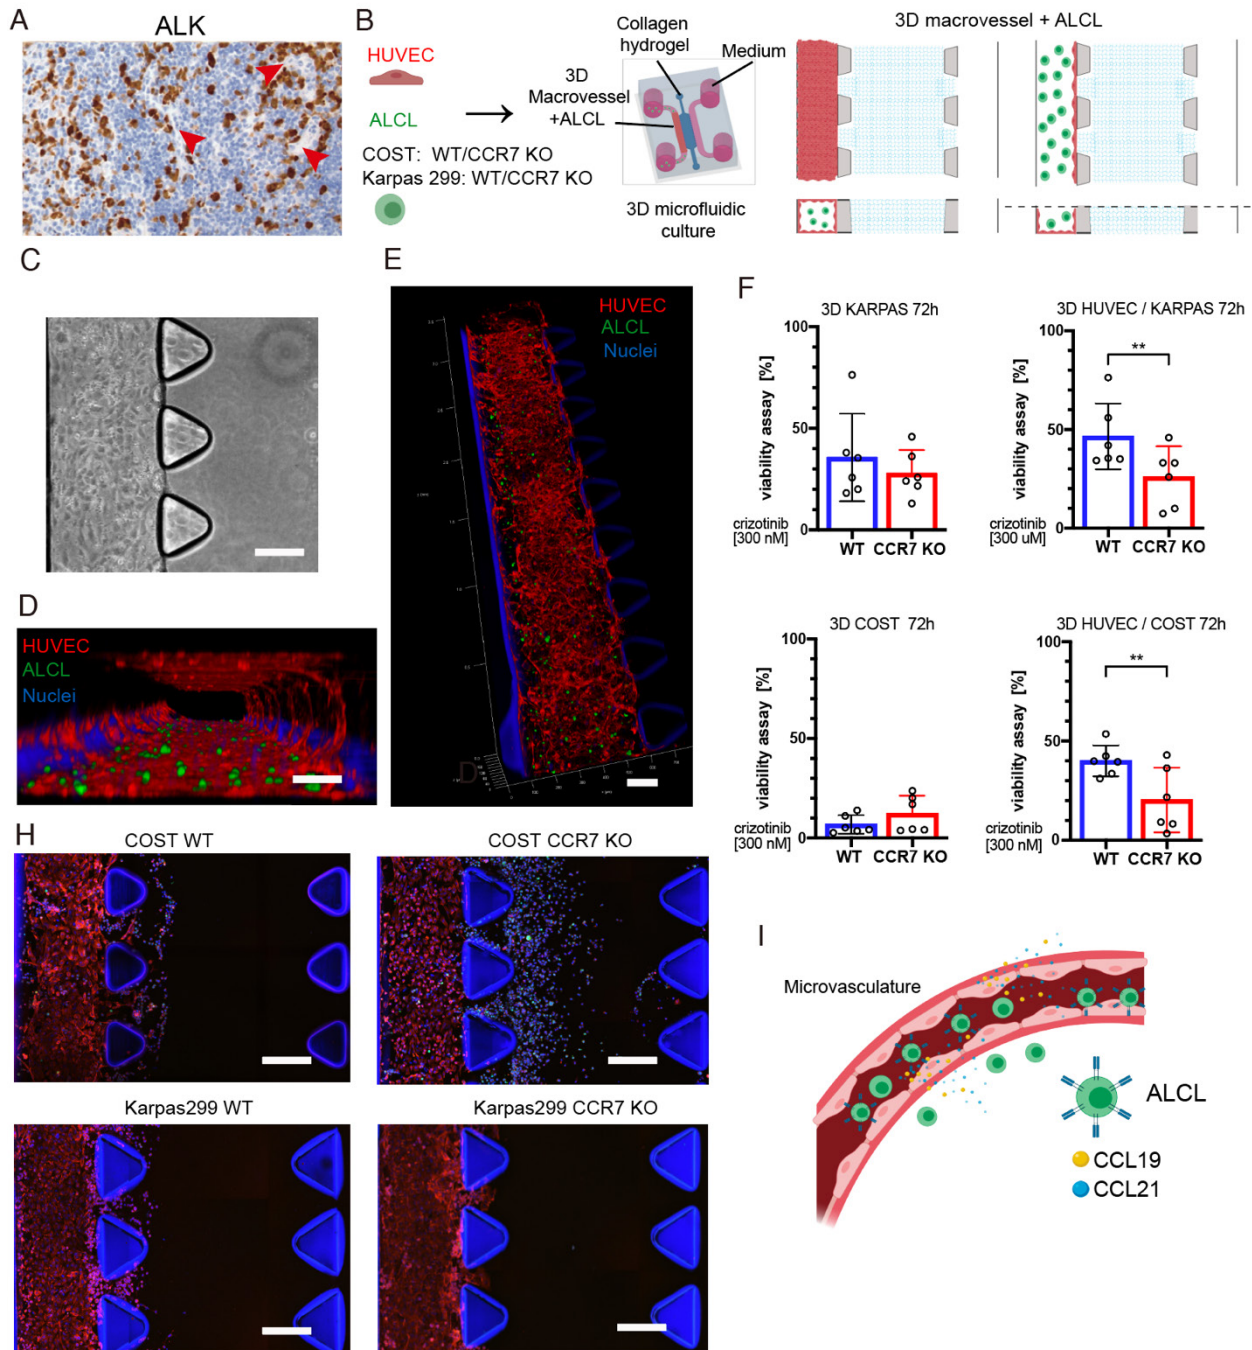 A
ALK
B
HUVEC
ALCL
COST: WT/CCR7 KO
Karpas 299: WT/CCR7 KO
3D
Macrovessel
+ALCL
Collagen
hydrogel
Medium
3D microfluidic
culture
3D macrovessel + ALCL
C
D
HUVEC
ALCL
Nuclei
E
HUVEC
ALCL
Nuclei
D
F
3D KARPAS 72h
viability assay [%]
100
50
0
crizotinib
[300 nM]
WT
CCR7 KO
3D HUVEC / KARPAS 72h
viability assay [%]
100
50
0
**
crizotinib
[300 uM]
WT
CCR7 KO
3D COST 72h
viability assay [%]
100
50
0
crizotinib
[300 nM]
WT
CCR7 KO
3D HUVEC / COST 72h
viability assay [%]
100
50
0
**
crizotinib
[300 nM]
WT
CCR7 KO
H
COST WT
COST CCR7 KO
Karpas299 WT
Karpas299 CCR7 KO
I
Microvasculature
ALCL
CCL19
CCL21